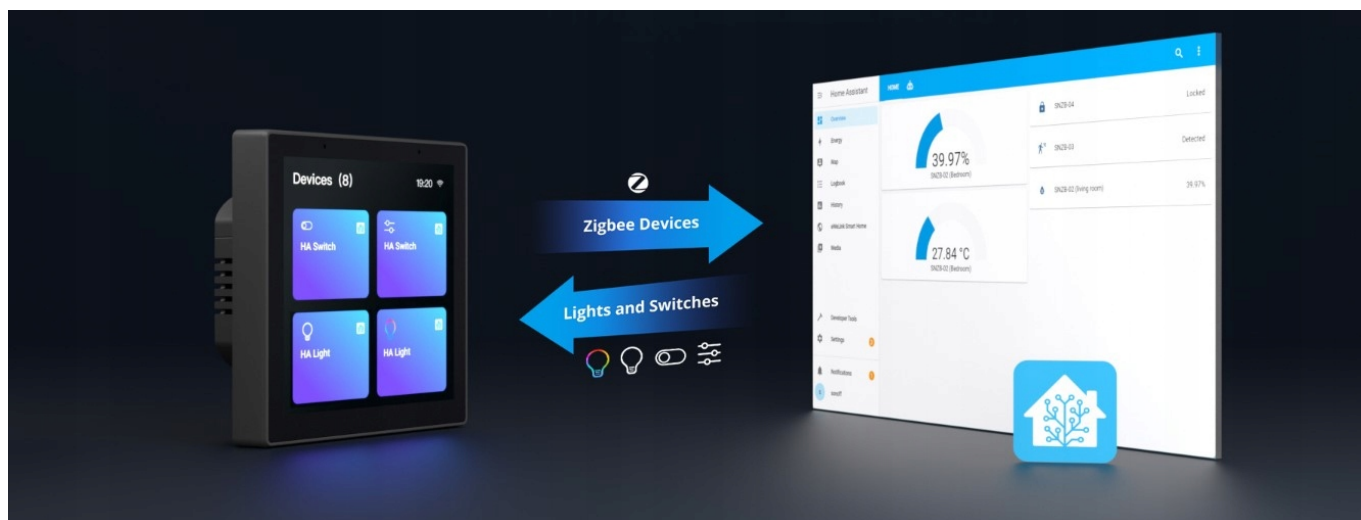 Devices (8)
19:20
HA Switch
HA Switch
HA Light
HA Light
Zigbee Devices
Lights and Switches
Home Assistant
Overview
Energy
Map
Logbook
History
eWeLink Smart Home
Media
Developer Tools
Settings
Notifications
sonoff
HOME
39.97%
SNZB-02 (Bedroom)
27.84 °C
SNZB-02 (Bedroom)
SNZB-04
Locked
SNZB-03
Detected
SNZB-02 (living room)
39.97%